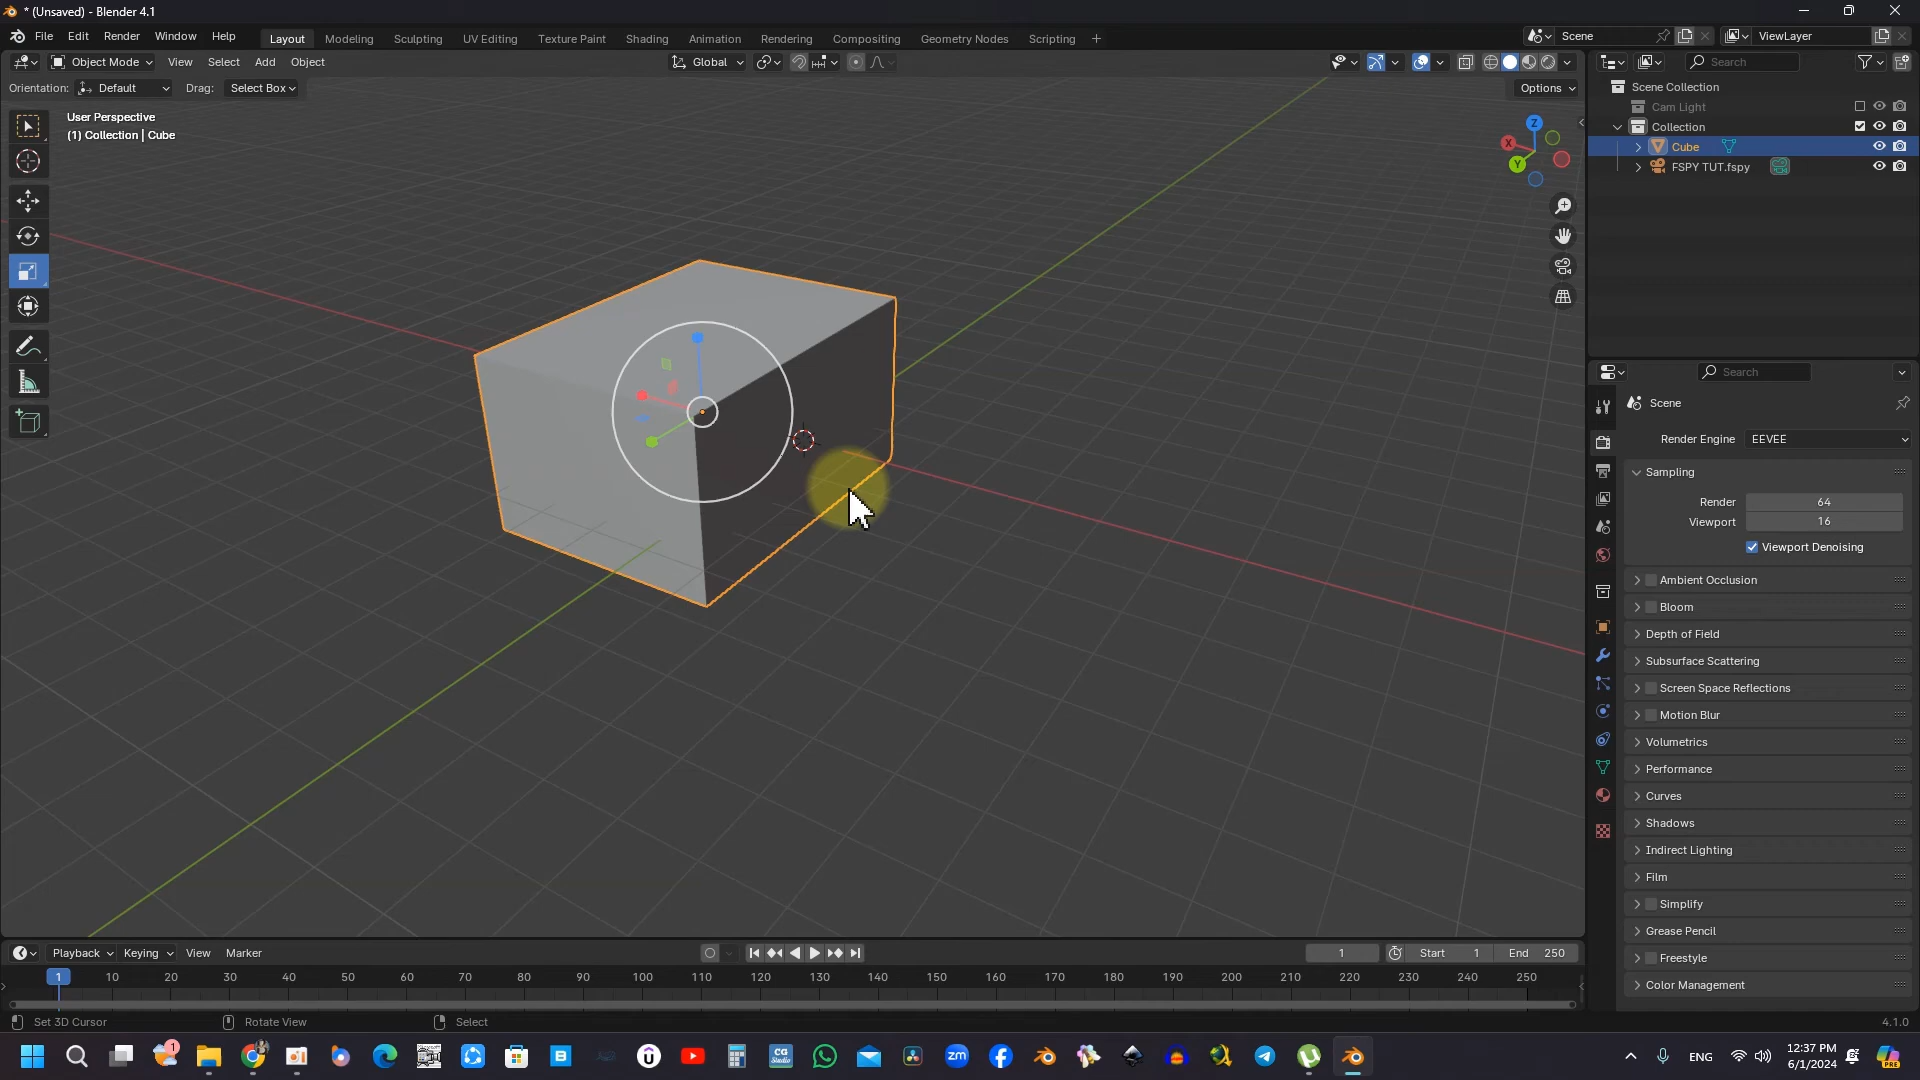 * (Unsaved) - Blender 4.1
File Edit Render Window Help
Layout Modeling Sculpting UV Editing Texture Paint Shading Animation Rendering Compositing Geometry Nodes Scripting +
Scene
ViewLayer
Object Mode View Select Add Object
Global
Search
Orientation: Default Drag: Select Box
Options
User Perspective
(1) Collection | Cube
Scene Collection
Cam Light
Collection
Cube
FSPY TUT.fspy
Z
X
Y
Search
Scene
Render Engine EEVEE
Sampling
Render 64
Viewport 16
Viewport Denoising
Ambient Occlusion
Bloom
Depth of Field
Subsurface Scattering
Screen Space Reflections
Motion Blur
Volumetrics
Performance
Curves
Shadows
Indirect Lighting
Film
Simplify
Grease Pencil
Freestyle
Color Management
Playback Keying View Marker
1 Start 1 End 250
1 10 20 30 40 50 60 70 80 90 100 110 120 130 140 150 160 170 180 190 200 210 220 230 240 250
Set 3D Cursor Rotate View Select
4.1.0
1
CG
Studio
zm
ENG
12:37 PM
6/1/2024
PRE